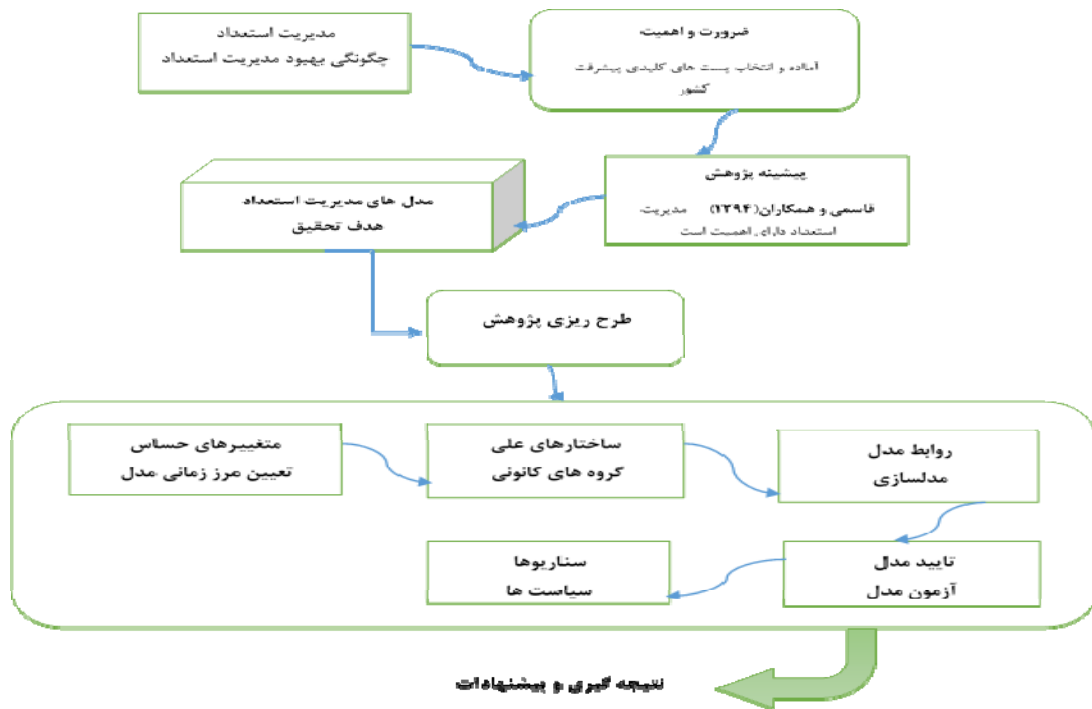 مدیریت استعداد
چگونگی بهبود مدیریت استعداد
ضرورت و اهمیت
آماده و انتخاب پست های کلیدی پیشرفت
کشور
پیشینه پژوهش
قاسمی و همکاران(۱۳۹۴) مدیریت
استعداد دارای اهمیت است
مدل های مدیریت استعداد
هدف تحقیق
طرح ریزی پژوهش
متغییرهای حساس
تعیین مرز زمانی مدل
ساختارهای علی
گروه های کانونی
روابط مدل
مدلسازی
تایید مدل
آزمون مدل
سناریوها
سیاست ها
نتیجه گیری و پیشنهادات